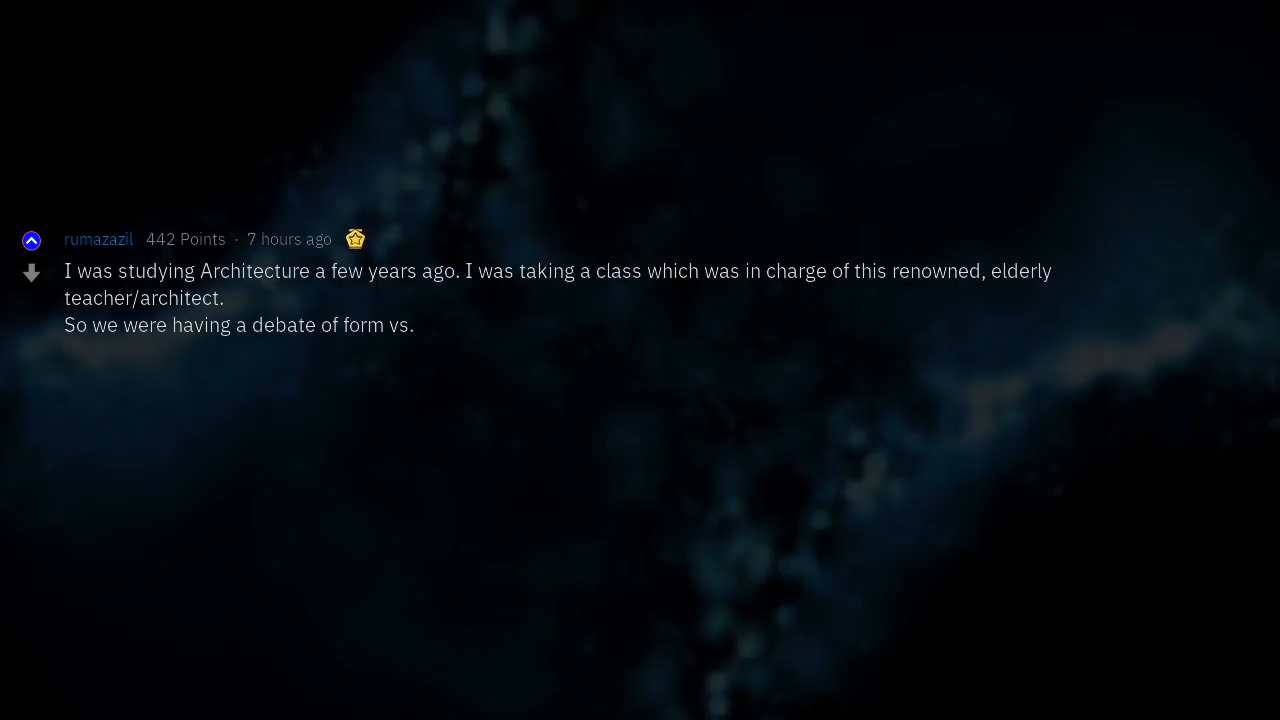 rumazazil 442 Points · 7 hours ago
I was studying Architecture a few years ago. I was taking a class which was in charge of this renowned, elderly
teacher/architect.
So we were having a debate of form vs.